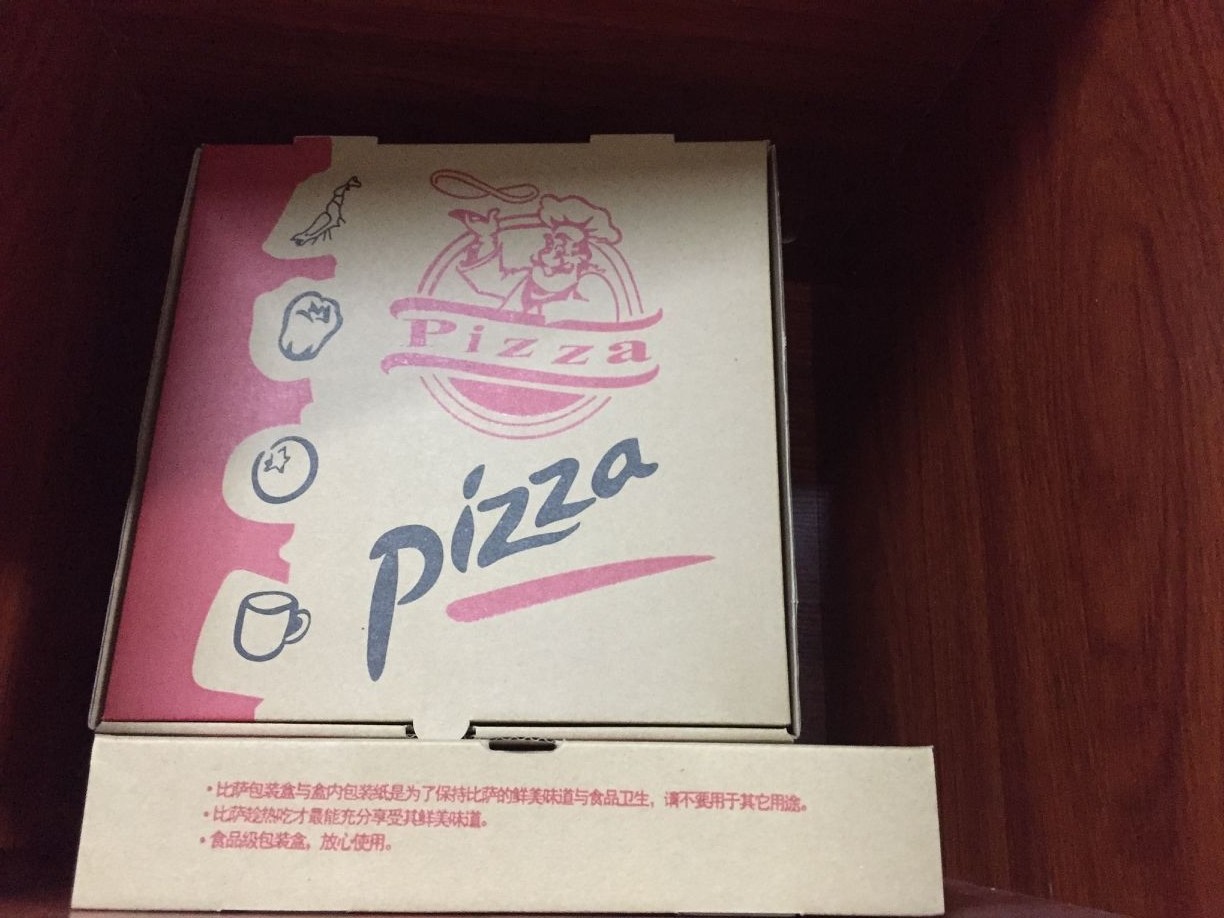 Pizza
pizza
• 比萨包装盒与盒内包装纸是为了保持比萨的鲜美味道与食品卫生，请不要用于其它用途。
• 比萨趁热吃才最能充分享受其鲜美味道。
• 食品级包装盒，放心使用。